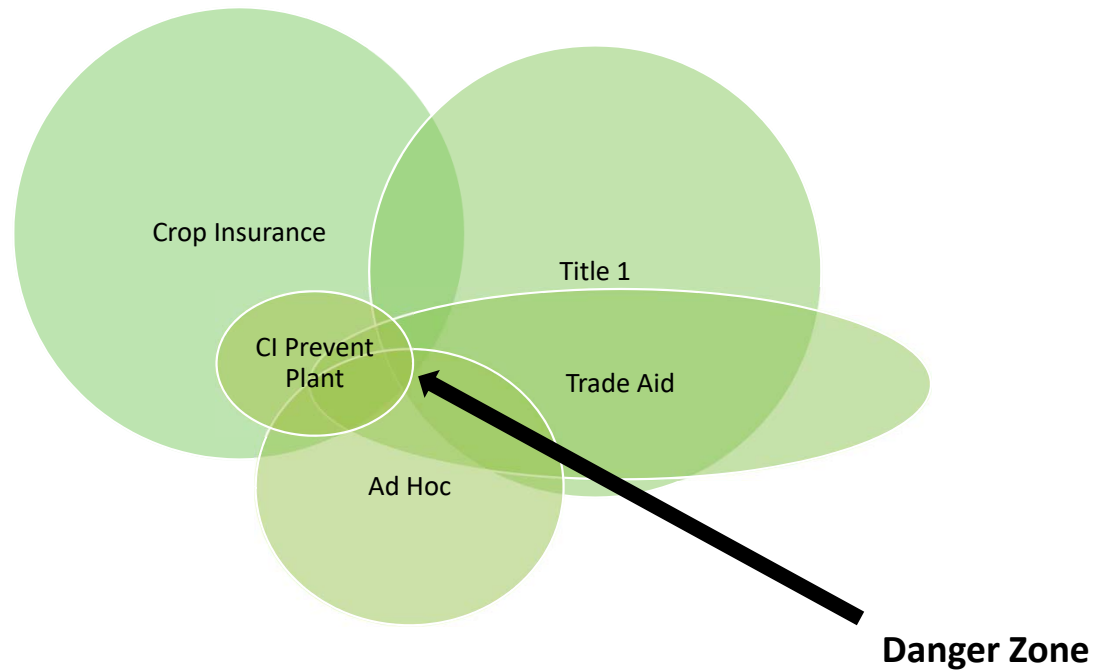 Crop Insurance
Title 1
CI Prevent
Plant
Trade Aid
Ad Hoc
Danger Zone